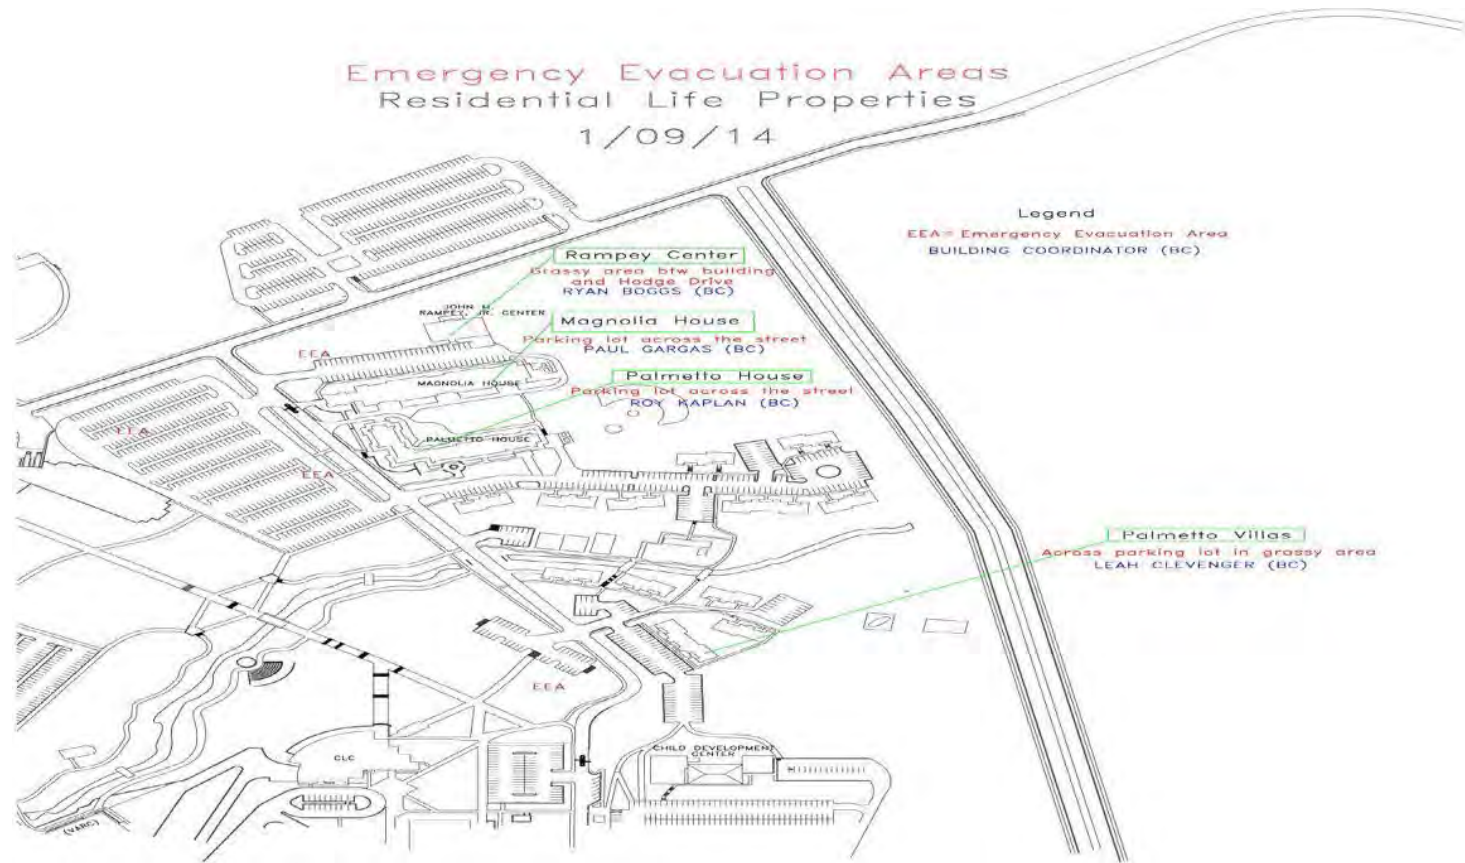 Emergency Evacuation Areas
Residential Life Properties
1/09/14
Legend
EEA= Emergency Evacuation Area
BUILDING COORDINATOR (BC)
Rampey Center
Grassy area btw building
and Hodge Drive
RYAN BOGGS (BC)
JOHN M.
RAMPEY, JR. CENTER
Magnolia House
Parking lot across the street
PAUL GARGAS (BC)
EEA
MAGNOLIA HOUSE
Palmetto House
Parking lot across the street
ROY KAPLAN (BC)
EEA
PALMETTO HOUSE
EEA
Palmetto Villas
Across parking lot in grassy area
LEAH CLEVENGER (BC)
EEA
CHILD DEVELOPMENT
CENTER
CLC
(VARC)